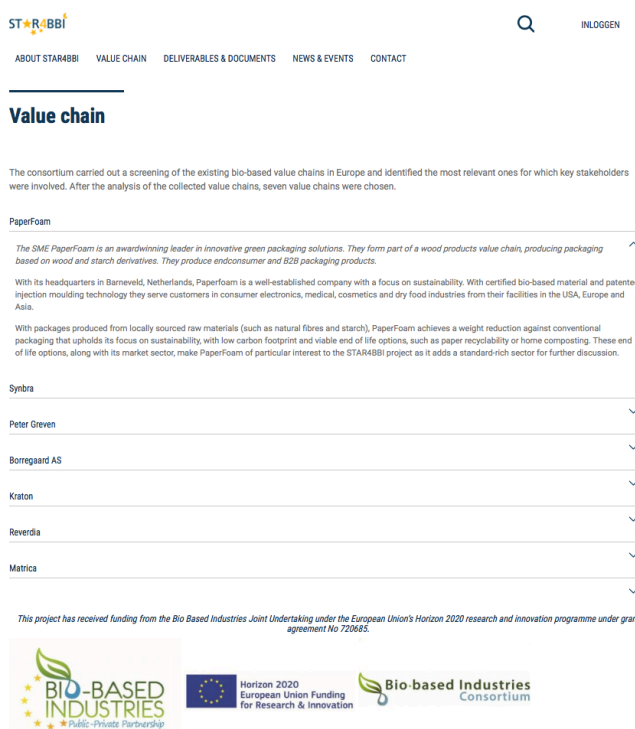 ST★R4BBI
INLOGGEN
ABOUT STAR4BBI VALUE CHAIN DELIVERABLES & DOCUMENTS NEWS & EVENTS CONTACT
Value chain
The consortium carried out a screening of the existing bio-based value chains in Europe and identified the most relevant ones for which key stakeholders
were involved. After the analysis of the collected value chains, seven value chains were chosen.
PaperFoam
The SME PaperFoam is an awardwinning leader in innovative green packaging solutions. They form part of a wood products value chain, producing packaging
based on wood and starch derivatives. They produce endconsumer and B2B packaging products.
With its headquarters in Barneveld, Netherlands, Paperfoam is a well-established company with a focus on sustainability. With certified bio-based material and patente
injection moulding technology they serve customers in consumer electronics, medical, cosmetics and dry food industries from their facilities in the USA, Europe and
Asia.
With packages produced from locally sourced raw materials (such as natural fibres and starch), PaperFoam achieves a weight reduction against conventional
packaging that upholds its focus on sustainability, with low carbon footprint and viable end of life options, such as paper recyclability or home composting. These end
of life options, along with its market sector, make PaperFoam of particular interest to the STAR4BBI project as it adds a standard-rich sector for further discussion.
Synbra
Peter Greven
Borregaard AS
Kraton
Reverdia
Matrica
This project has received funding from the Bio Based Industries Joint Undertaking under the European Union's Horizon 2020 research and innovation programme under gran
agreement No 720685.
BIO-BASED
INDUSTRIES
Public-Private Partnership
Horizon 2020
European Union Funding
for Research & Innovation
Bio-based Industries
Consortium